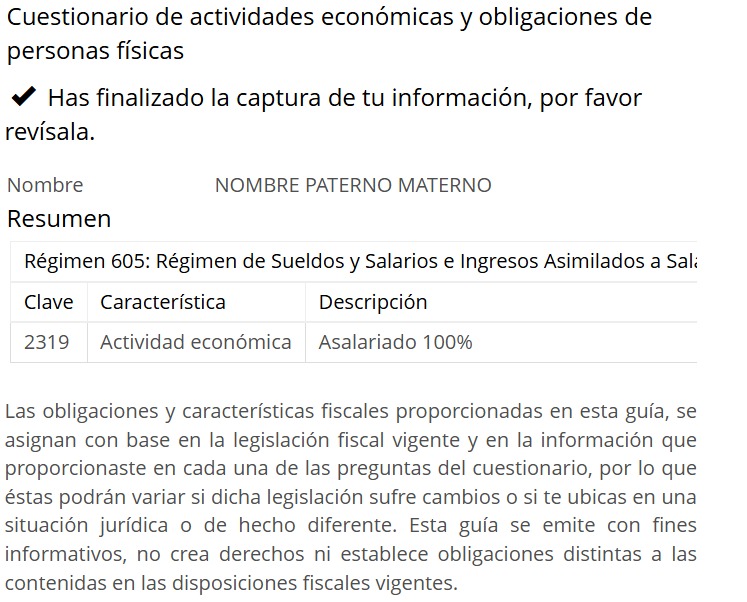 Cuestionario de actividades económicas y obligaciones de
personas físicas
Has finalizado la captura de tu información, por favor
revísala.
Nombre NOMBRE PATERNO MATERNO
Resumen
Régimen 605: Régimen de Sueldos y Salarios e Ingresos Asimilados a
Clave Característica Descripción
2319 Actividad económica Asalariado 100%
Las obligaciones y características fiscales proporcionadas en esta guía, se
asignan con base en la legislación fiscal vigente y en la información que
proporcionaste en cada una de las preguntas del cuestionario, por lo que
éstas podrán variar si dicha legislación sufre cambios o si te ubicas en una
situación jurídica o de hecho diferente. Esta guía se emite con fines
informativos, no crea derechos ni establece obligaciones distintas a las
contenidas en las disposiciones fiscales vigentes.